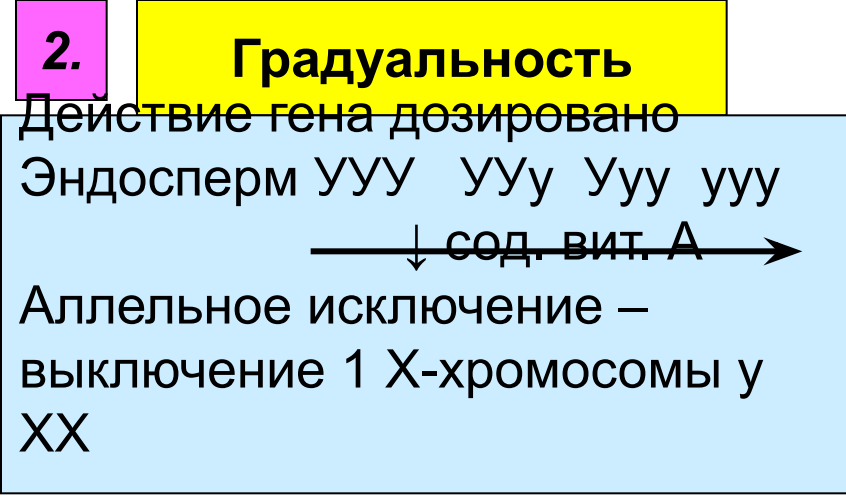 2.
Градуальность
Действие гена дозировано
Эндосперм УУУ УУу Ууу ууу
↓ сод. вит. А
Аллельное исключение –
выключение 1 Х-хромосомы у
ХХ